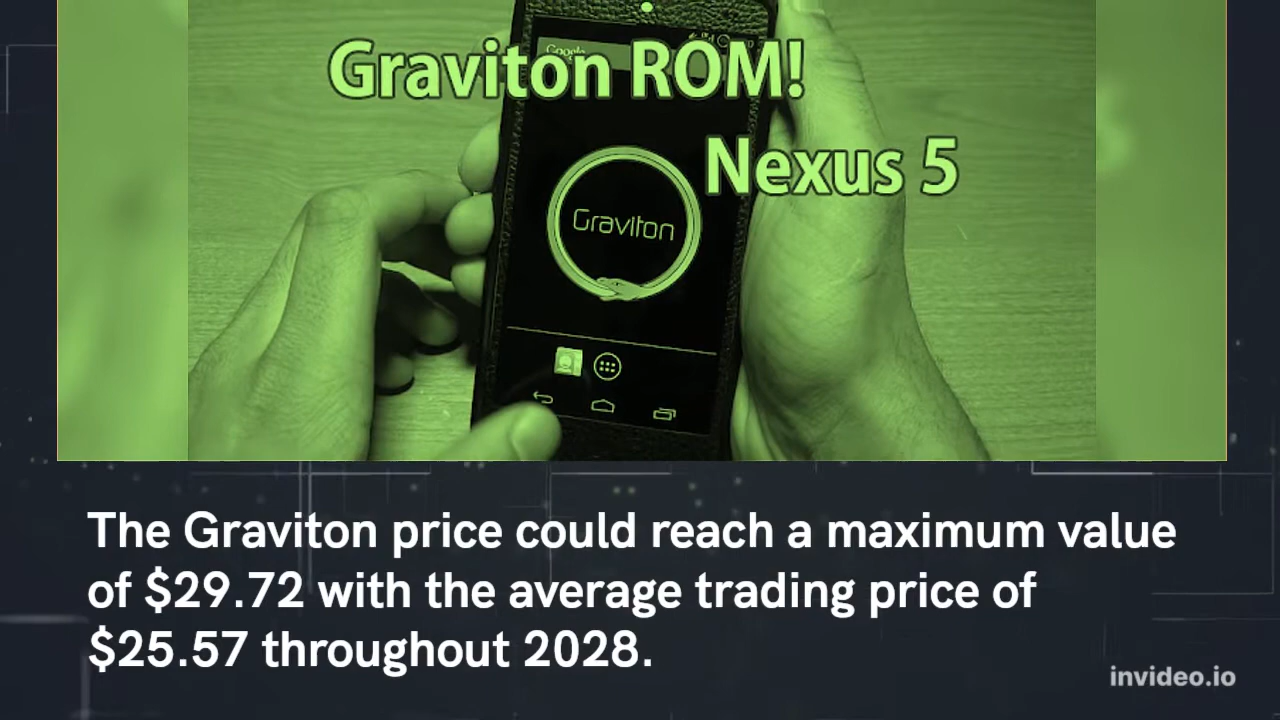 Google
Graviton ROM!
Nexus 5
Graviton
The Graviton price could reach a maximum value
of $29.72 with the average trading price of
$25.57 throughout 2028.
invideo.io